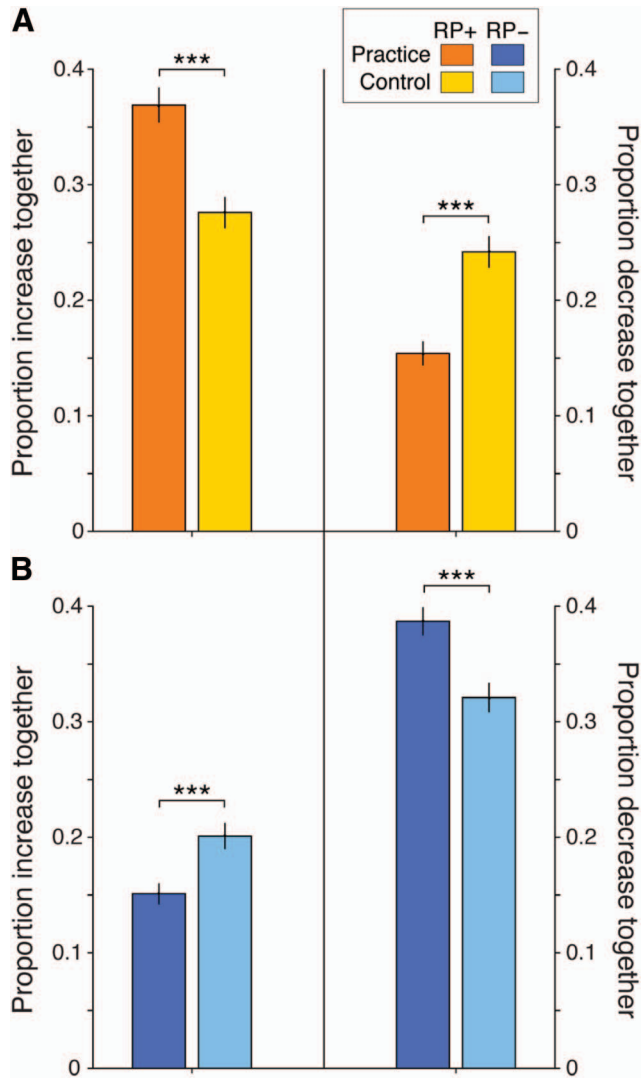 A
RP+ RP−
Practice
Control
Proportion increase together
0.4
0.3
0.2
0.1
0
***
***
0.4
0.3
0.2
0.1
0
Proportion decrease together
B
Proportion increase together
0.4
0.3
0.2
0.1
0
***
***
0.4
0.3
0.2
0.1
0
Proportion decrease together